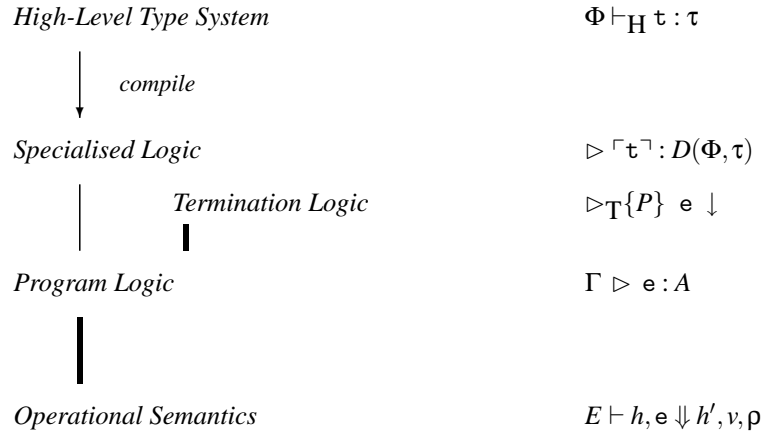 High-Level Type System Φ ⊢H t : τ
compile
Specialised Logic ▷ ⌜t⌝ : D(Φ, τ)
Termination Logic ▷T{P} e ↓
Program Logic Γ ▷ e : A
Operational Semantics E ⊢ h, e ⇓ h′, v, ρ